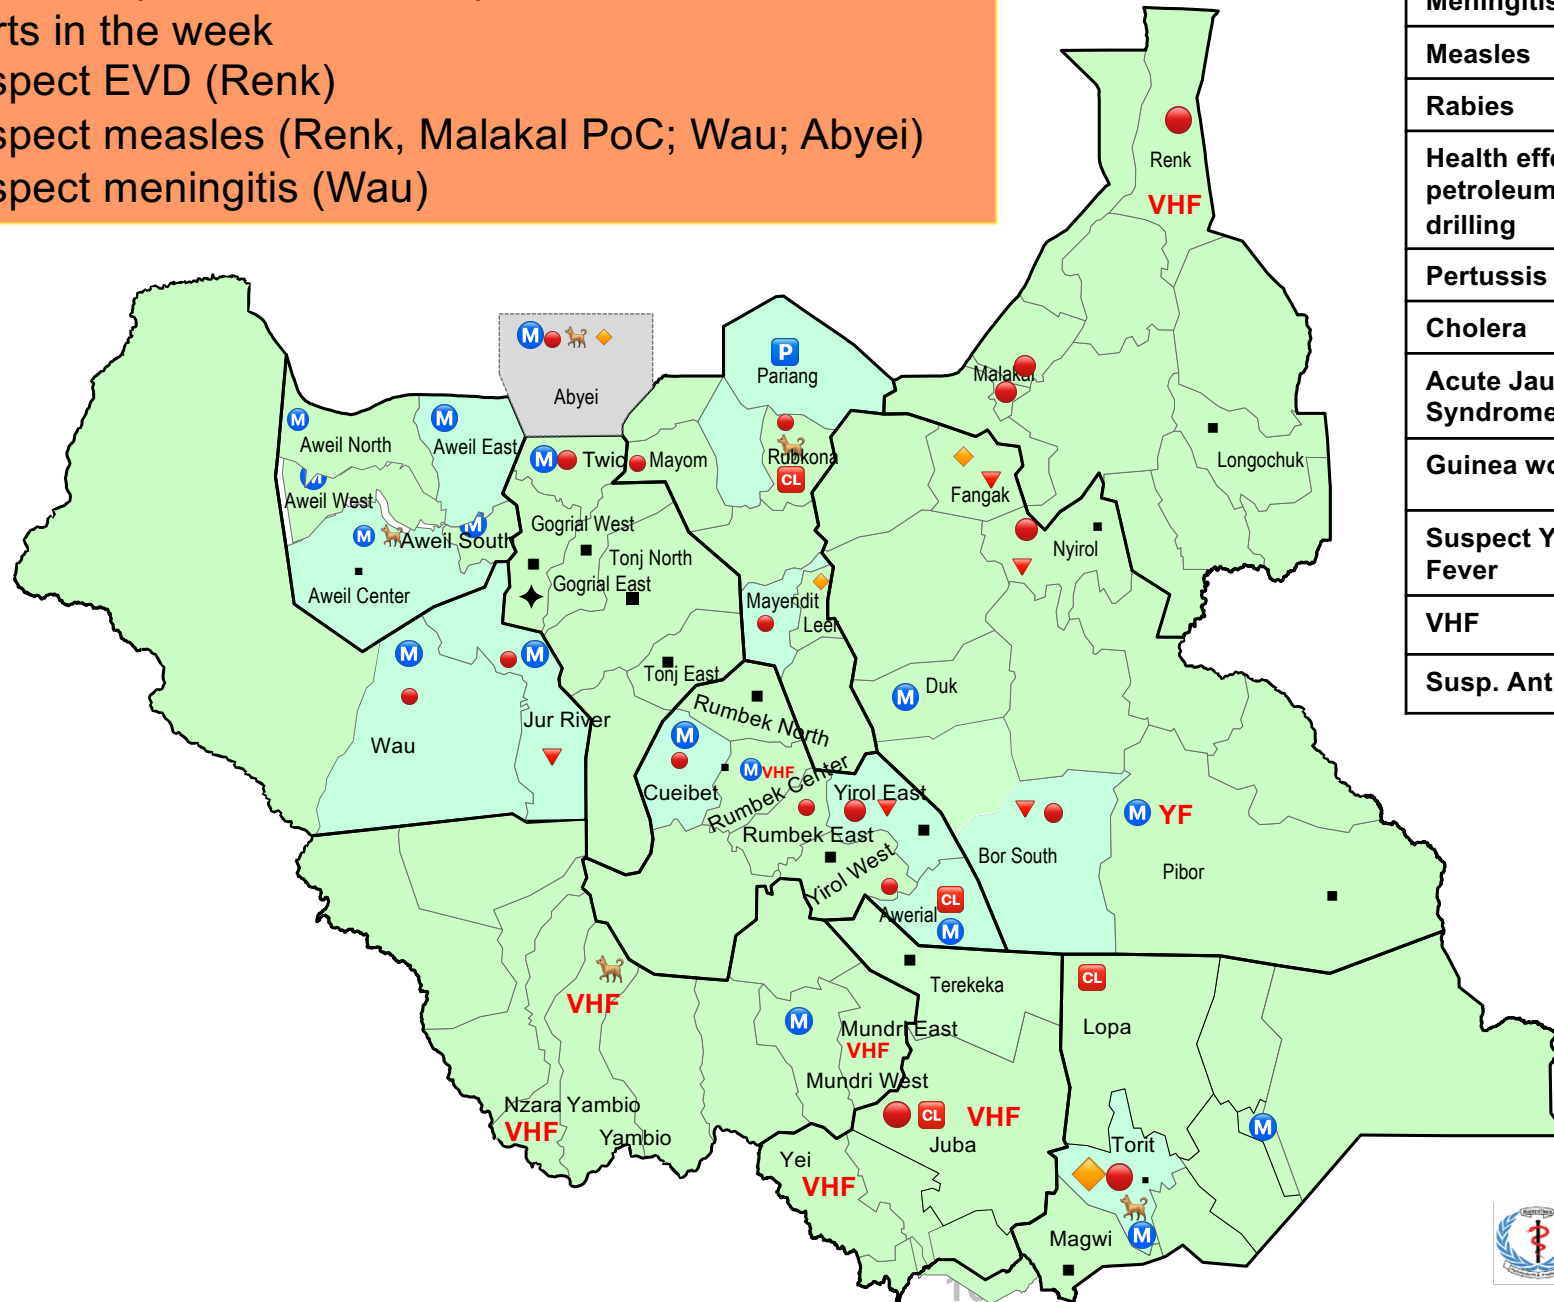 rts in the week
spect EVD (Renk)
spect measles (Renk, Malakal PoC; Wau; Abyei)
spect meningitis (Wau)
Meningitis
Measles
Rabies
Health effe
petroleum
drilling
Pertussis
Cholera
Acute Jau
Syndrome
Guinea wo
Suspect Y
Fever
VHF
Susp. Ant
Renk
VHF
M
Abyei
P
Pariang
Malakal
M
Aweil North
M
Aweil East
M
Twic
Mayom
Rubkona
CL
Fangak
Longochuk
M
Aweil West
M
Aweil South
M
Aweil Center
Gogrial West
Tonj North
Gogrial East
Nyirol
Mayendit
Leer
M
Wau
M
Jur River
Tonj East
Rumbek North
M
Duk
M
Cueibet
M VHF
Rumbek Center
Yirol East
Rumbek East
Yirol West
Bor South
M YF
Pibor
Awerial
CL
M
Terekeka
CL
Lopa
VHF
M
Mundri East
VHF
Mundri West
Nzara Yambio
VHF
Yambio
CL
VHF
Juba
Yei
VHF
Torit
M
M
Magwi